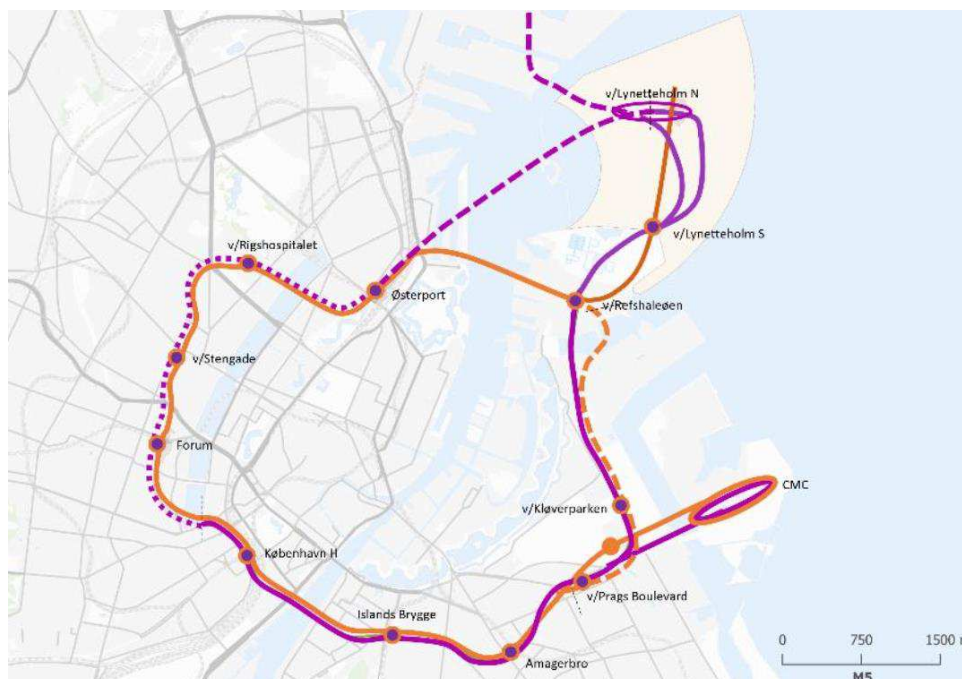 v/Lynetteholm N
v/Lynetteholm S
v/Rigshospitalet
Østerport
v/Refshaleøen
v/Stengade
Forum
CMC
v/Kløverparken
København H
v/Prags Boulevard
Islands Brygge
Amagerbro
0 750 1500 m
M5